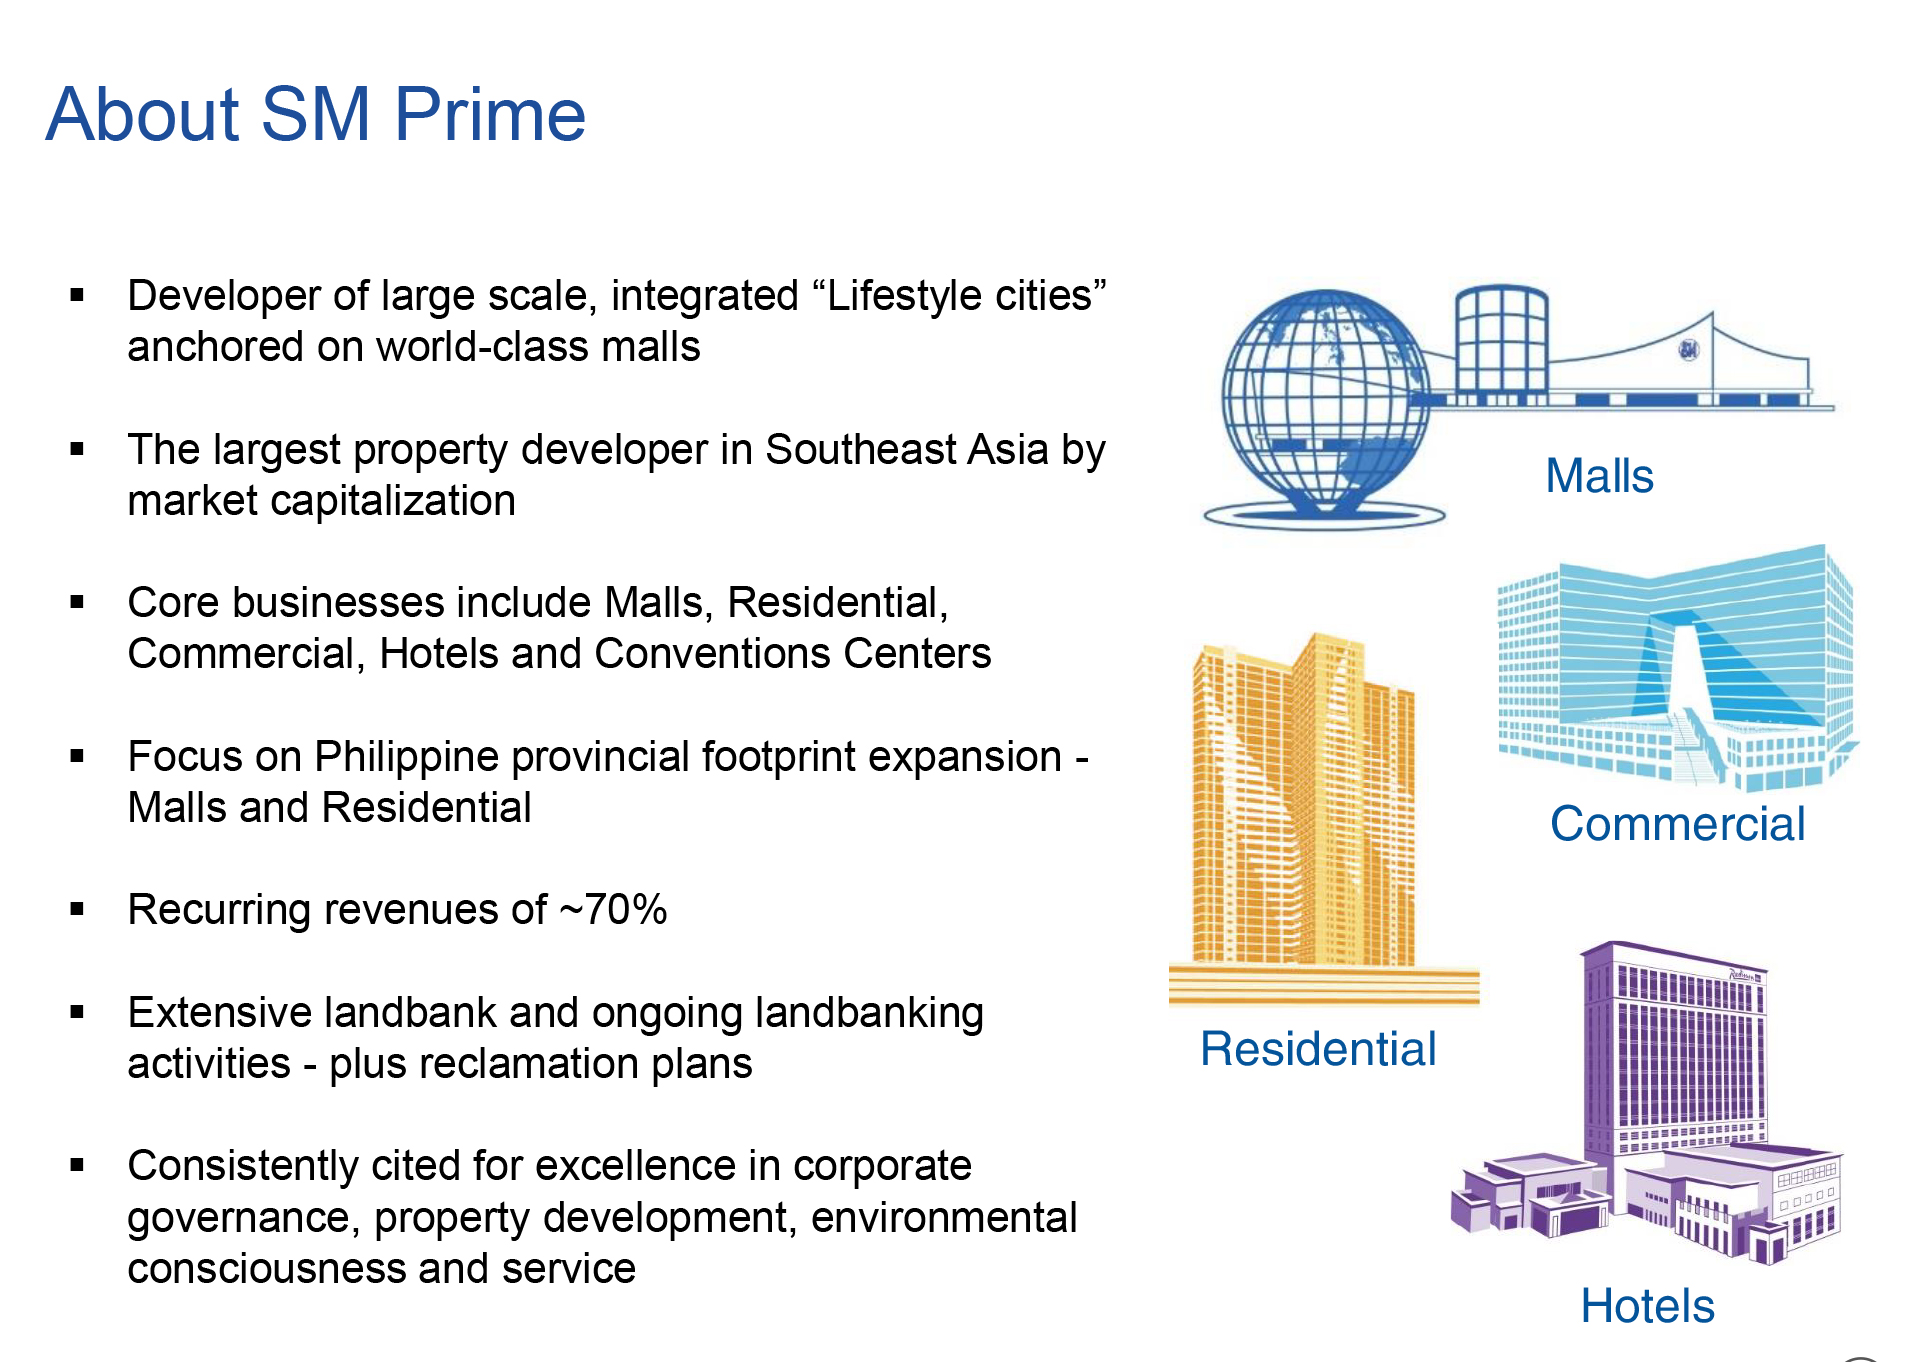 About SM Prime
▪ Developer of large scale, integrated “Lifestyle cities”
anchored on world-class malls
▪ The largest property developer in Southeast Asia by
market capitalization
▪ Core businesses include Malls, Residential,
Commercial, Hotels and Conventions Centers
▪ Focus on Philippine provincial footprint expansion -
Malls and Residential
▪ Recurring revenues of ~70%
▪ Extensive landbank and ongoing landbanking
activities - plus reclamation plans
▪ Consistently cited for excellence in corporate
governance, property development, environmental
consciousness and service
SM
Malls
Commercial
Residential
Radisson
Hotels